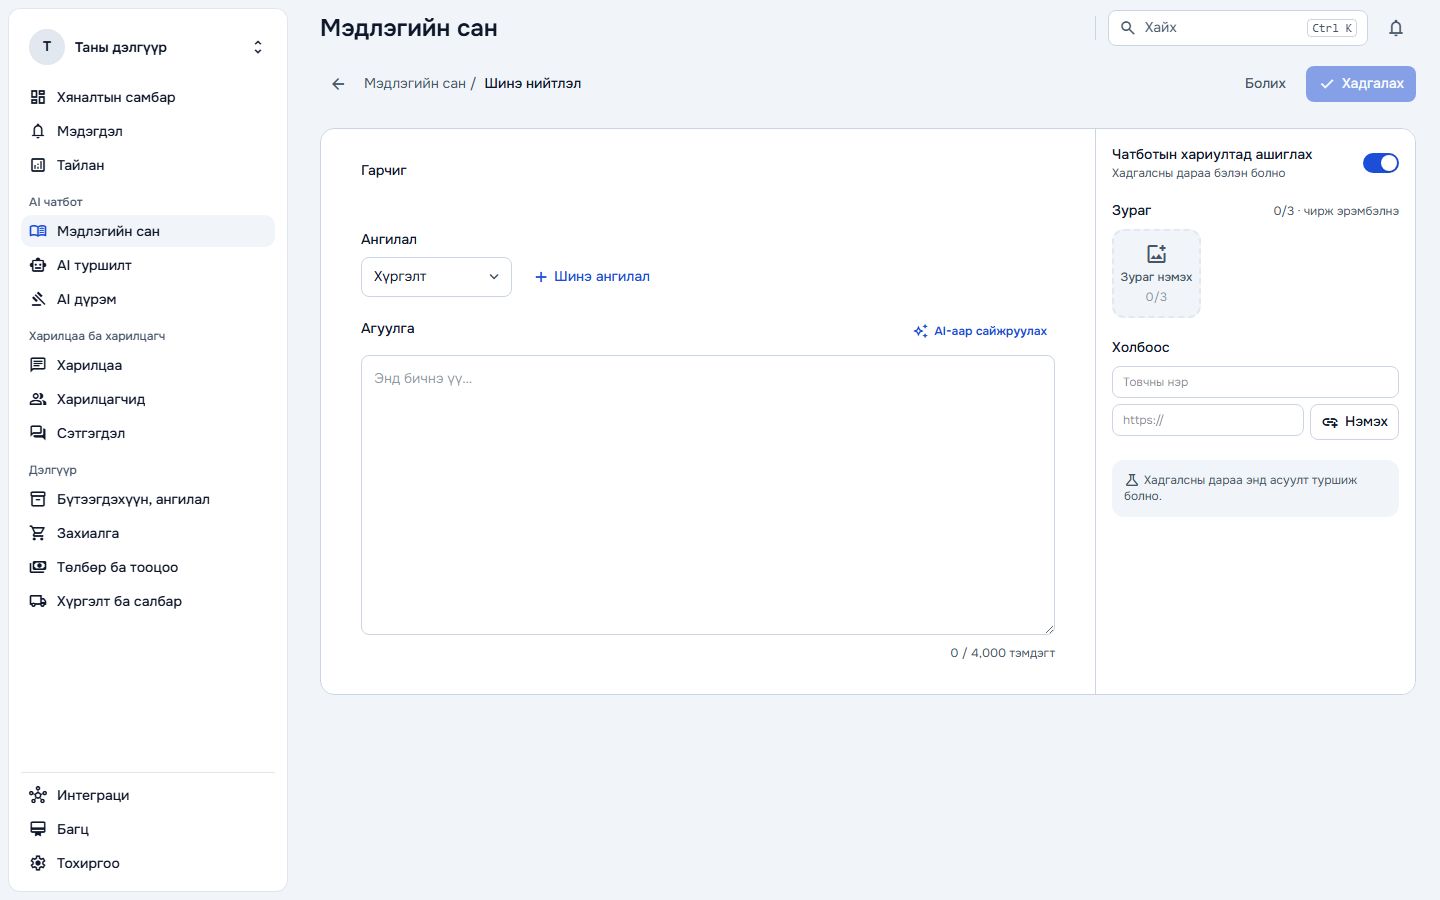 Т
Таны дэлгүүр
Хяналтын самбар
Мэдэгдэл
Тайлан
AI чатбот
Мэдлэгийн сан
AI туршилт
AI дүрэм
Харилцаа ба харилцагч
Харилцаа
Харилцагчид
Сэтгэгдэл
Дэлгүүр
Бүтээгдэхүүн, ангилал
Захиалга
Төлбөр ба тооцоо
Хүргэлт ба салбар
Интеграци
Багц
Тохиргоо
Мэдлэгийн сан
Хайх
Ctrl K
Мэдлэгийн сан / Шинэ нийтлэл
Болих
Хадгалах
Гарчиг
Ангилал
Хүргэлт
+ Шинэ ангилал
Агуулга
AI-аар сайжруулах
Энд бичнэ үү...
0 / 4,000 тэмдэгт
Чатботын хариултад ашиглах
Хадгалсны дараа бэлэн болно
Зураг
0/3 · чирж эрэмбэлнэ
Зураг нэмэх
0/3
Холбоос
Товчны нэр
https://
Нэмэх
Хадгалсны дараа энд асуулт туршиж
болно.